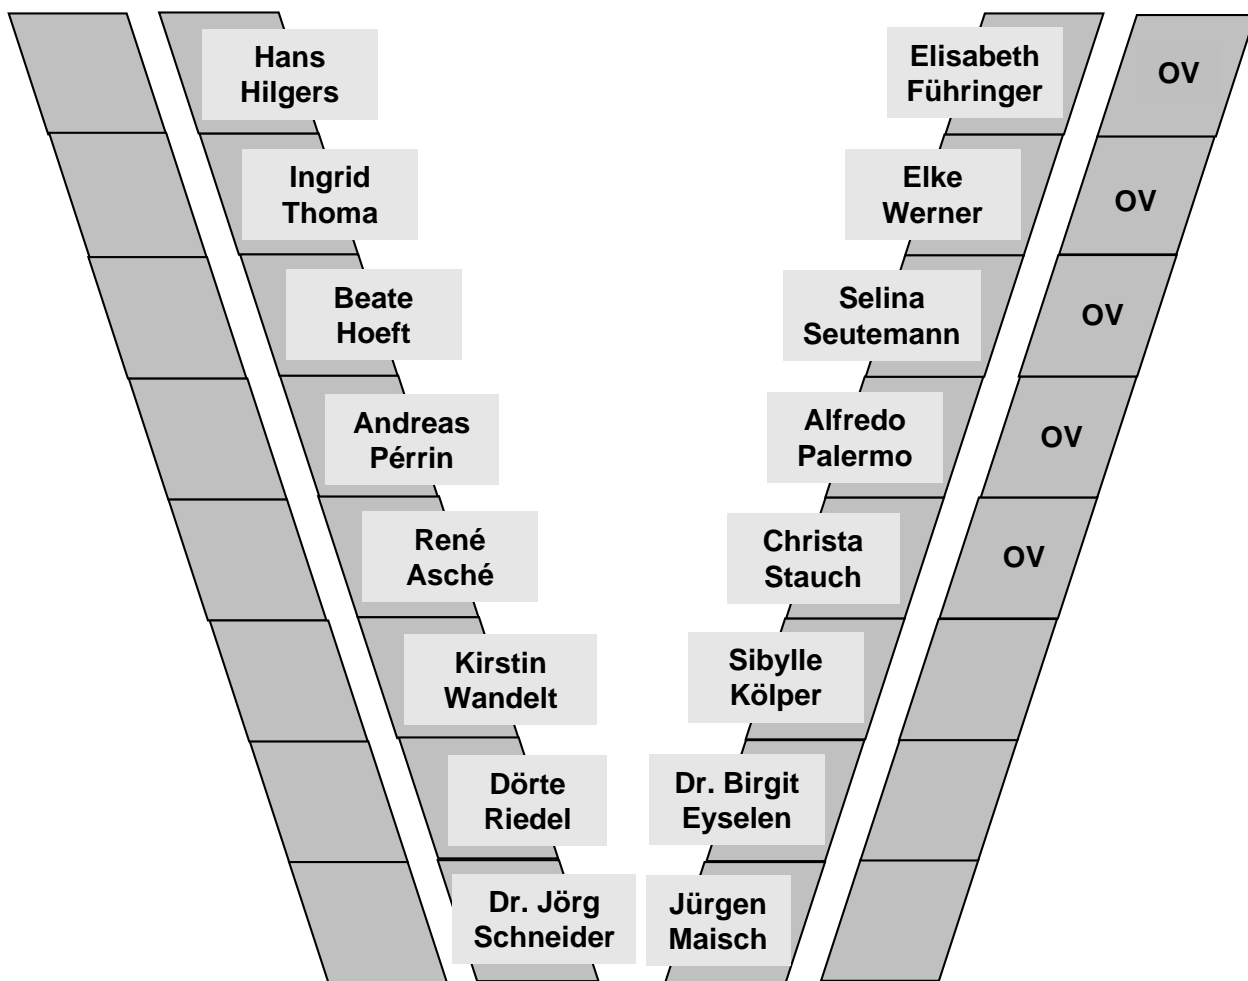 Hans
Hilgers
Elisabeth
Führinger
OV
Ingrid
Thoma
Elke
Werner
OV
Beate
Hoeft
Selina
Seutemann
OV
Andreas
Pérrin
Alfredo
Palermo
OV
René
Asché
Christa
Stauch
OV
Kirstin
Wandelt
Sibylle
Kölper
Dörte
Riedel
Dr. Birgit
Eyselen
Dr. Jörg
Schneider
Jürgen
Maisch